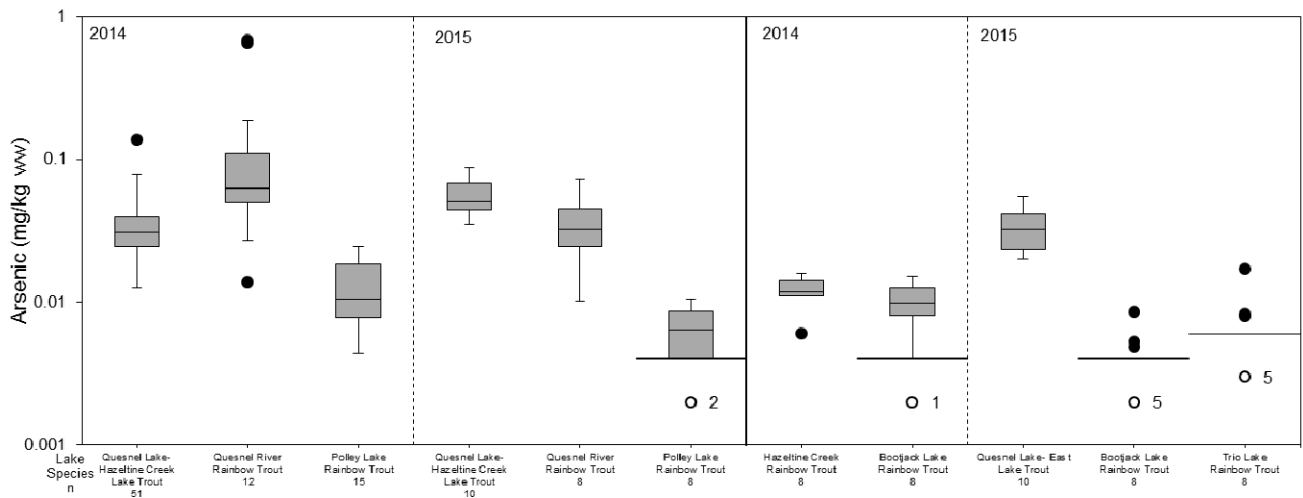 1
2014
2015
2014
2015
0.1
0.01
0.001
Arsenic (mg/kg ww)
2
1
5
5
Lake
Species
n
Quesnel Lake-
Hazeltine Creek
Lake Trout
51
Quesnel River
Rainbow Trout
12
Polley Lake
Rainbow Trout
15
Quesnel Lake-
Hazeltine Creek
Lake Trout
10
Quesnel River
Rainbow Trout
8
Polley Lake
Rainbow Trout
8
Hazeltine Creek
Rainbow Trout
8
Bootjack Lake
Rainbow Trout
8
Quesnel Lake- East
Lake Trout
10
Bootjack Lake
Rainbow Trout
8
Trio Lake
Rainbow Trout
8